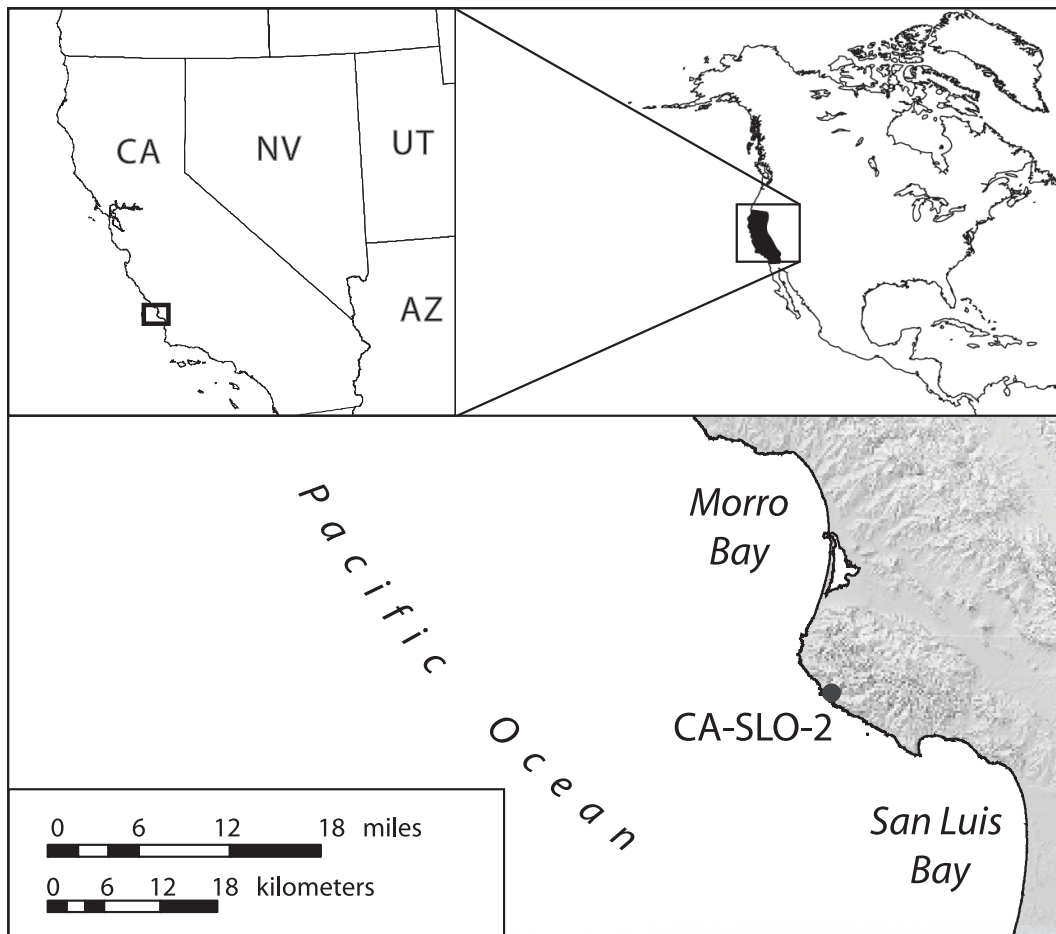 CA
NV
UT
AZ
Pacific
Ocean
Morro
Bay
CA-SLO-2
San Luis
Bay
0 6 12 18 miles
0 6 12 18 kilometers